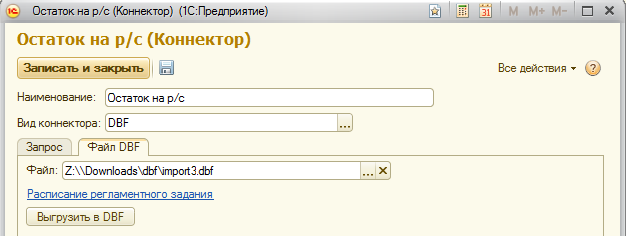 Остаток на р/с (Коннектор) (1С:Предприятие)
M M+ M-
Остаток на р/с (Коннектор)
Записать и закрыть
Все действия
?
Наименование: Остаток на р/с
Вид коннектора: DBF
...
Запрос Файл DBF
Файл: Z:\\Downloads\dbf\import3.dbf
...
Расписание регламентного задания
Выгрузить в DBF